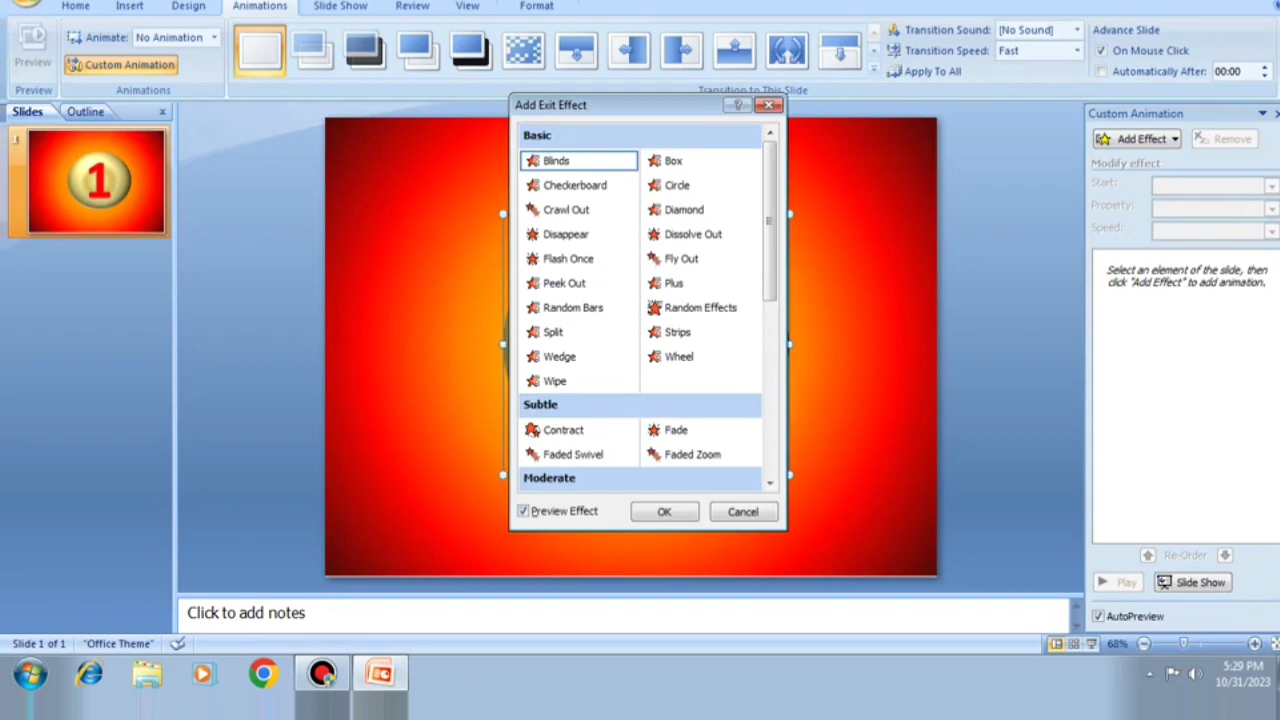 Home Insert Design Animations Slide Show Review View Format
Preview
Preview
Animate: No Animation
Custom Animation
Animations
Transition Sound: [No Sound]
Transition Speed: Fast
Apply To All
Transition to This Slide
Advance Slide
On Mouse Click
Automatically After: 00:00
Slides Outline
1
1
Add Exit Effect
Basic
Blinds Box
Checkerboard Circle
Crawl Out Diamond
Disappear Dissolve Out
Flash Once Fly Out
Peek Out Plus
Random Bars Random Effects
Split Strips
Wedge Wheel
Wipe
Subtle
Contract Fade
Faded Swivel Faded Zoom
Moderate
Preview Effect OK Cancel
Custom Animation
Add Effect Remove
Modify effect
Start:
Property:
Speed:
Select an element of the slide, then
click "Add Effect" to add animation.
Re-Order
Play Slide Show
AutoPreview
Click to add notes
Slide 1 of 1 "Office Theme" 68%
5:29 PM
10/31/2023